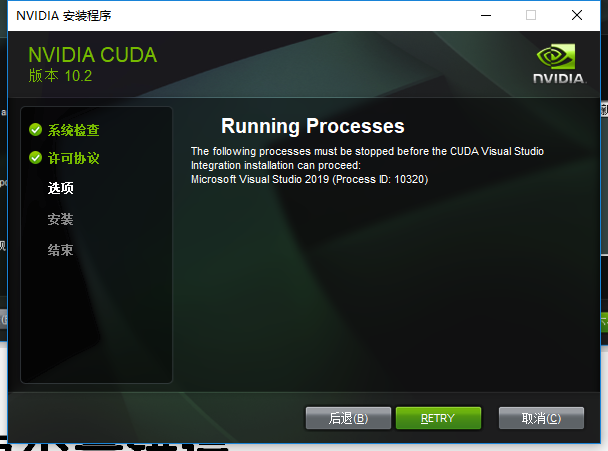 NVIDIA 安装程序
NVIDIA CUDA
版本 10.2
NVIDIA.
系统检查
许可协议
选项
安装
结束
Running Processes
The following processes must be stopped before the CUDA Visual Studio
Integration installation can proceed:
Microsoft Visual Studio 2019 (Process ID: 10320)
后退(B)
RETRY
取消(C)